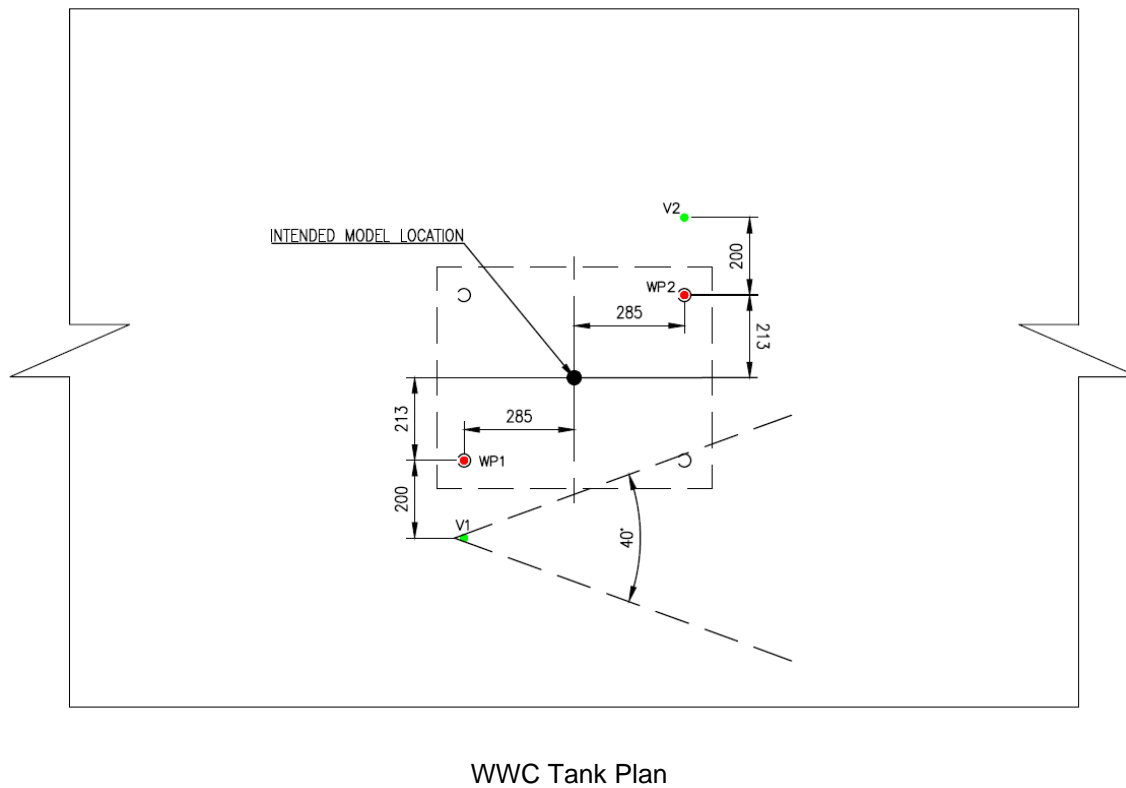 V2
200
INTENDED MODEL LOCATION
WP2
285
213
213
285
WP1
200
V1
40°
WWC Tank Plan